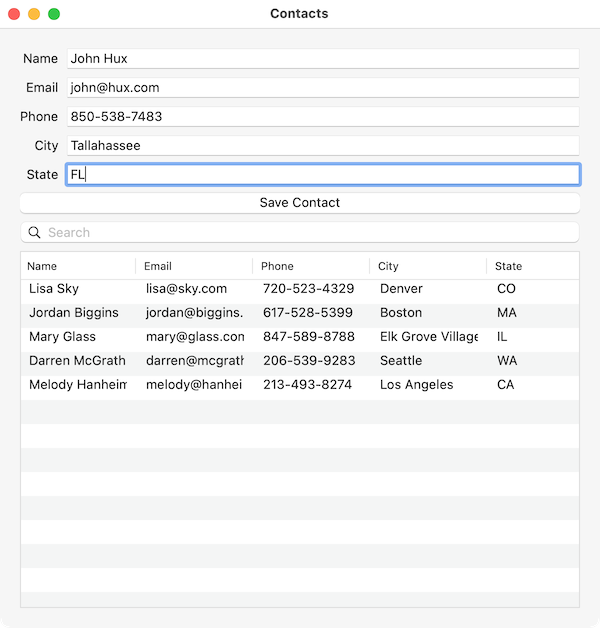 Contacts
Name John Hux
Email john@hux.com
Phone 850-538-7483
City Tallahassee
State FL
Save Contact
Search
Name Email Phone City State
Lisa Sky lisa@sky.com 720-523-4329 Denver CO
Jordan Biggins jordan@biggins. 617-528-5399 Boston MA
Mary Glass mary@glass.con 847-589-8788 Elk Grove Village IL
Darren McGrath darren@mcgrath 206-539-9283 Seattle WA
Melody Hanheim melody@hanhei 213-493-8274 Los Angeles CA